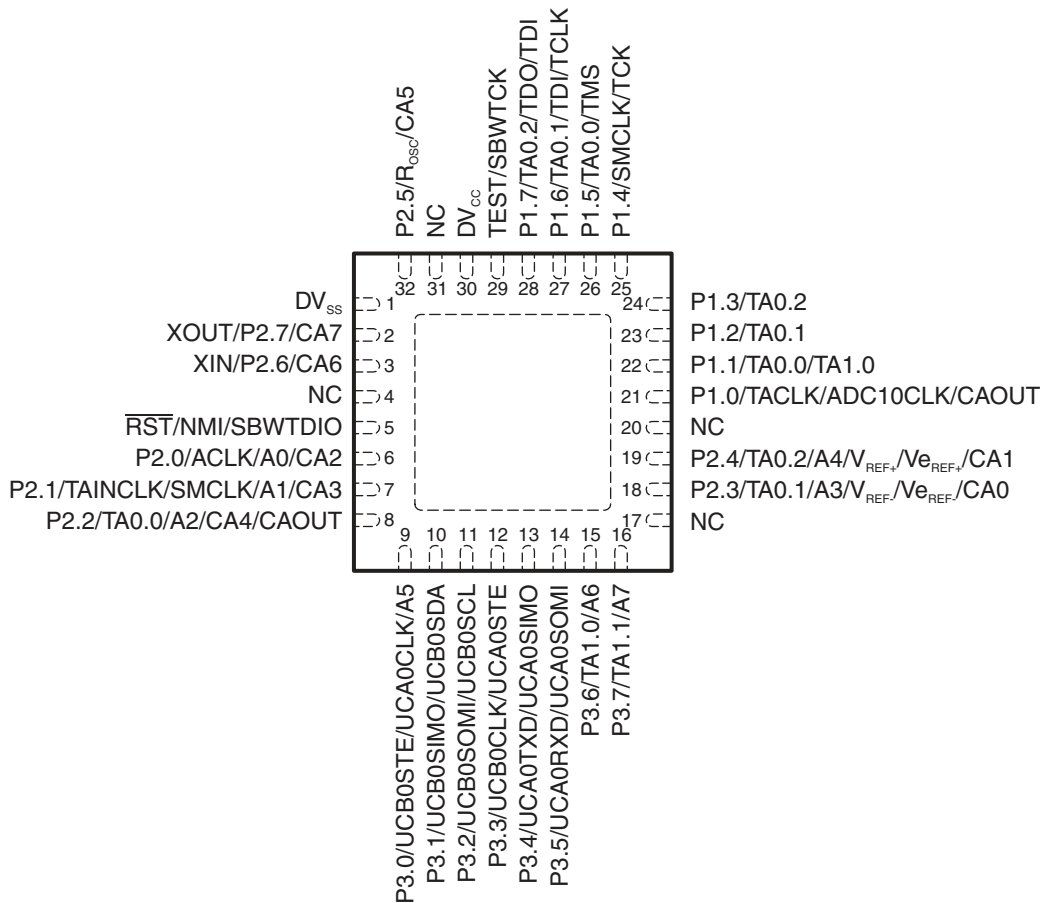 P2.5/ROSC/CA5
NC
DVCC
TEST/SBWTCK
P1.7/TA0.2/TDO/TDI
P1.6/TA0.1/TDI/TCLK
P1.5/TA0.0/TMS
P1.4/SMCLK/TCK
32
31
30
29
28
27
26
25
DVSS 1
XOUT/P2.7/CA7 2
XIN/P2.6/CA6 3
NC 4
RST/NMI/SBWTDIO 5
P2.0/ACLK/A0/CA2 6
P2.1/TAINCLK/SMCLK/A1/CA3 7
P2.2/TA0.0/A2/CA4/CAOUT 8
24 P1.3/TA0.2
23 P1.2/TA0.1
22 P1.1/TA0.0/TA1.0
21 P1.0/TACLK/ADC10CLK/CAOUT
20 NC
19 P2.4/TA0.2/A4/VREF+/VeREF+/CA1
18 P2.3/TA0.1/A3/VREF-/VeREF-/CA0
17 NC
9
10
11
12
13
14
15
16
P3.0/UCB0STE/UCA0CLK/A5
P3.1/UCB0SIMO/UCB0SDA
P3.2/UCB0SOMI/UCB0SCL
P3.3/UCB0CLK/UCA0STE
P3.4/UCA0TXD/UCA0SIMO
P3.5/UCA0RXD/UCA0SOMI
P3.6/TA1.0/A6
P3.7/TA1.1/A7